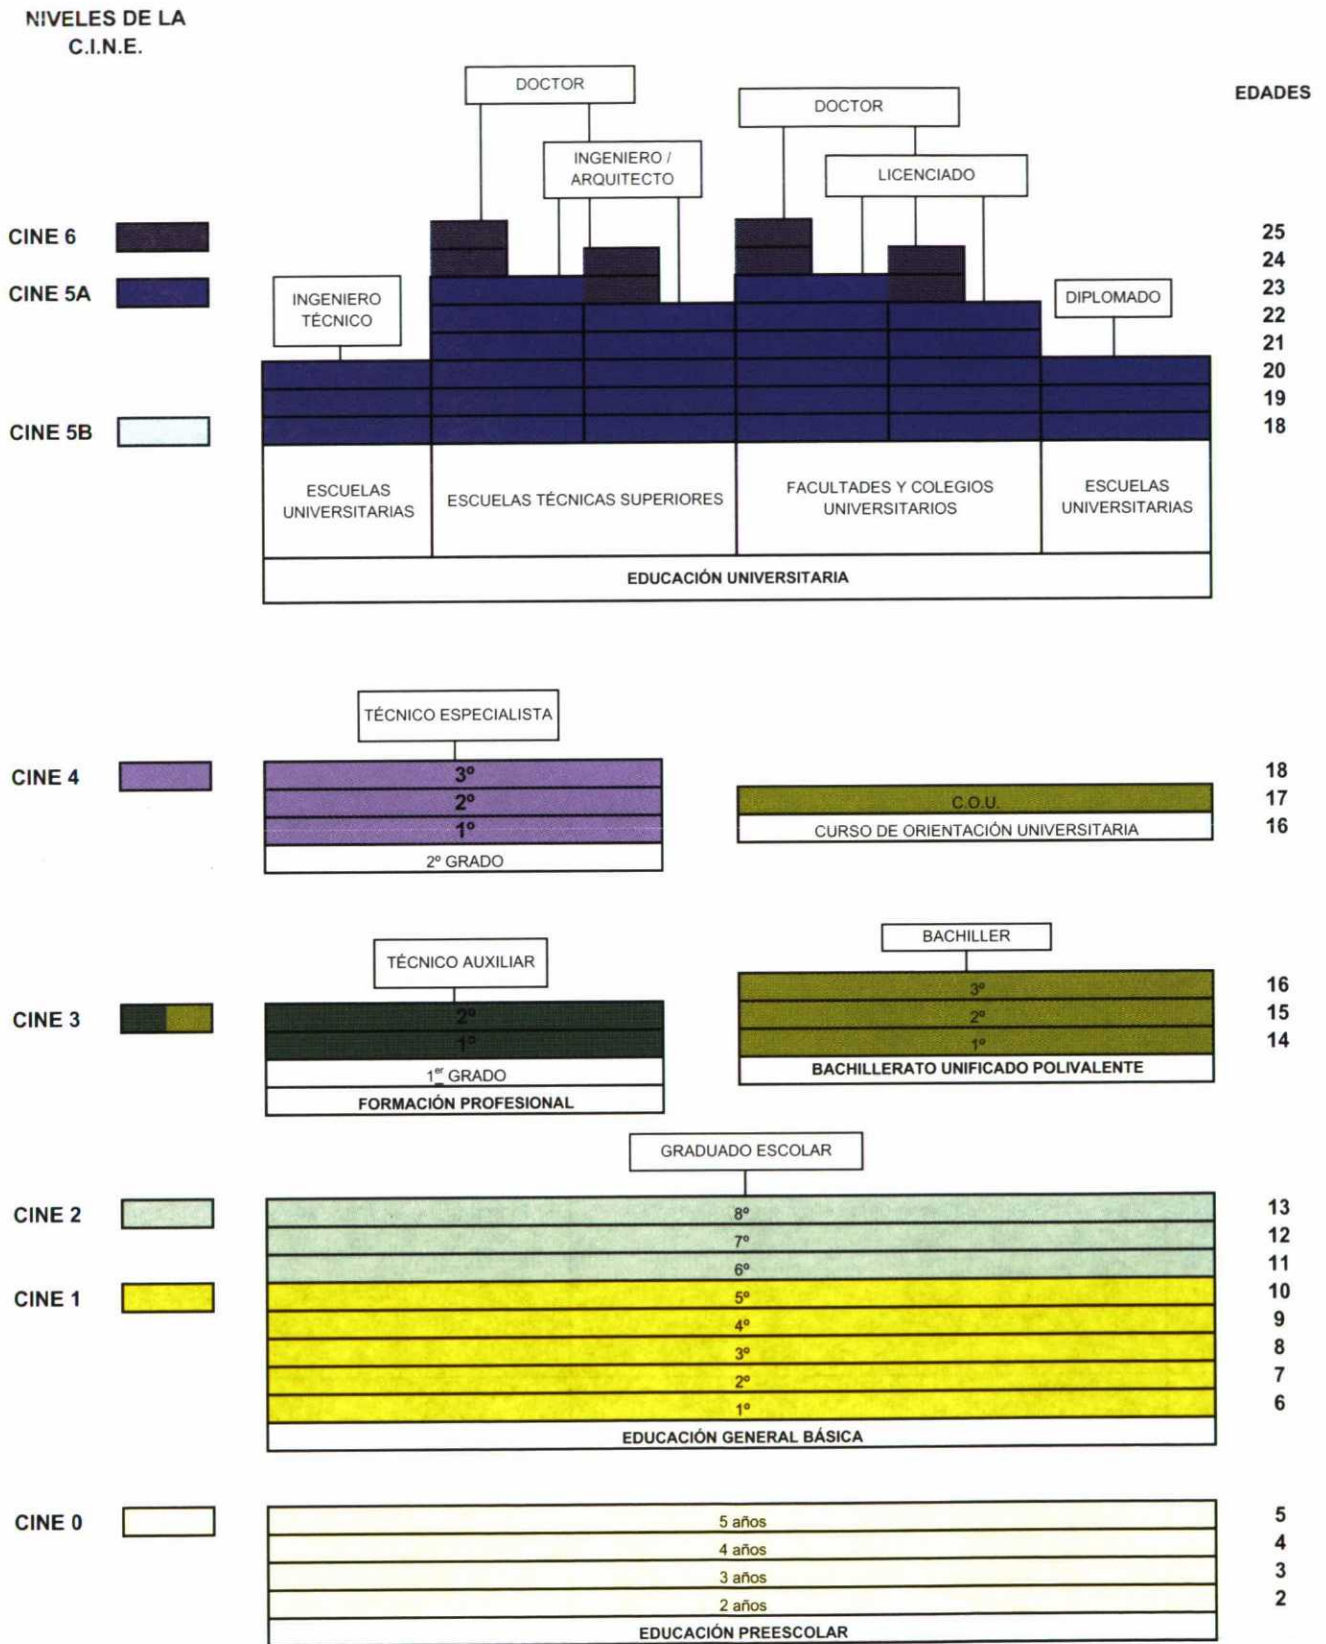 NIVELES DE LA
C.I.N.E.
EDADES
DOCTOR
DOCTOR
INGENIERO /
ARQUITECTO
LICENCIADO
CINE 6
25
24
CINE 5A
23
INGENIERO
TÉCNICO
DIPLOMADO
22
21
20
19
CINE 5B
18
ESCUELAS
UNIVERSITARIAS
ESCUELAS TÉCNICAS SUPERIORES
FACULTADES Y COLEGIOS
UNIVERSITARIOS
ESCUELAS
UNIVERSITARIAS
EDUCACIÓN UNIVERSITARIA
TÉCNICO ESPECIALISTA
CINE 4
3º
18
2º
C.O.U.
17
1º
CURSO DE ORIENTACIÓN UNIVERSITARIA
16
2º GRADO
BACHILLER
TÉCNICO AUXILIAR
3º
16
CINE 3
2º
2º
15
1º
1º
14
1er GRADO
BACHILLERATO UNIFICADO POLIVALENTE
FORMACIÓN PROFESIONAL
GRADUADO ESCOLAR
CINE 2
8º
13
7º
12
6º
11
CINE 1
5º
10
4º
9
3º
8
2º
7
1º
6
EDUCACIÓN GENERAL BÁSICA
CINE 0
5 años
5
4 años
4
3 años
3
2 años
2
EDUCACIÓN PREESCOLAR